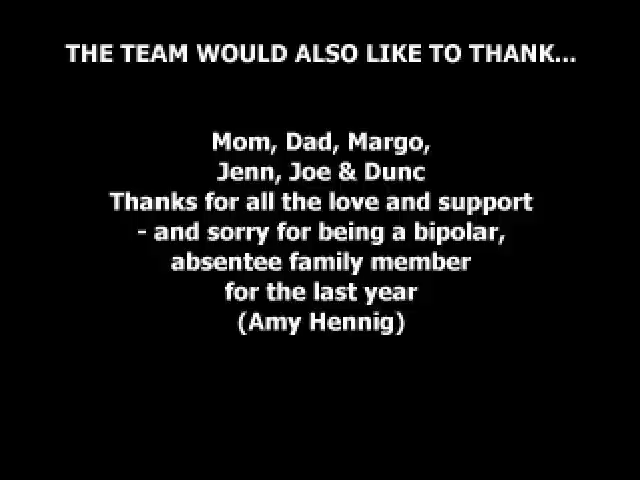 THE TEAM WOULD ALSO LIKE TO THANK...
Mom, Dad, Margo,
Jenn, Joe & Dunc
Thanks for all the love and support
- and sorry for being a bipolar,
absentee family member
for the last year
(Amy Hennig)